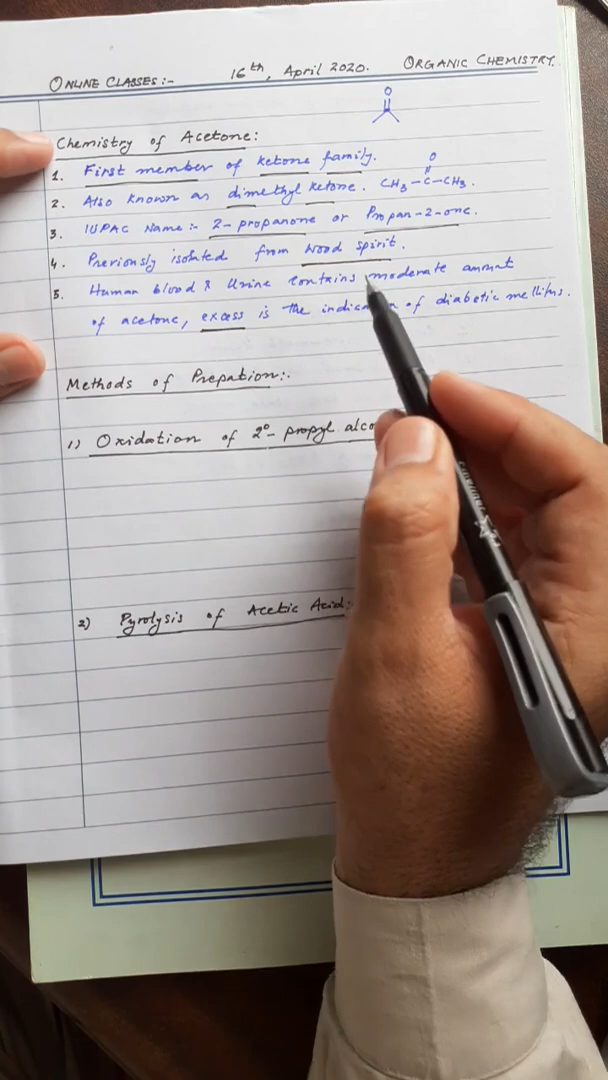 ONLINE CLASSES:- 16th, April 2020. ORGANIC CHEMISTRY.
O
Chemistry of Acetone:
1. First member of ketone family.
O
2. Also known as dimethyl ketone. CH3-C-CH3.
3. IUPAC Name:- 2-propanone or Propan-2-one.
4. Previously isolated from wood spirit.
5. Human blood & Urine contains moderate amount
of acetone, excess is the of diabetic mellitus.
Methods of Prepation:-
1) Oxidation of 2°- propyl
2) Pyrolysis of Acetic Acid: